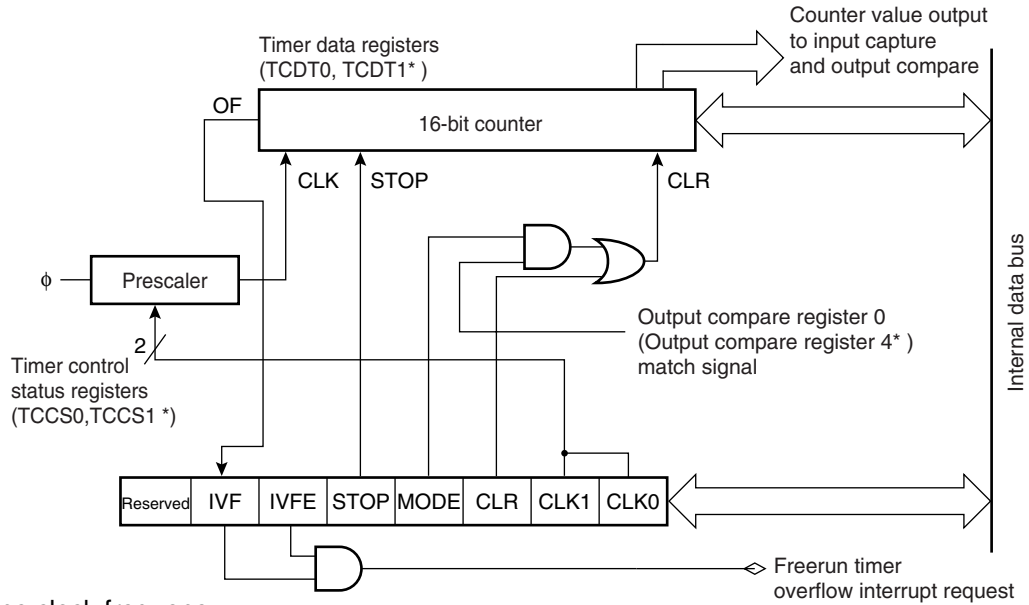 Counter value output
to input capture
and output compare
Timer data registers
(TCDT0, TCDT1* )
OF
16-bit counter
CLK
STOP
CLR
Internal data bus
ϕ
Prescaler
2
Output compare register 0
(Output compare register 4* )
match signal
Timer control
status registers
(TCCS0,TCCS1 *)
Reserved IVF IVFE STOP MODE CLR CLK1 CLK0
Freerun timer
overflow interrupt request